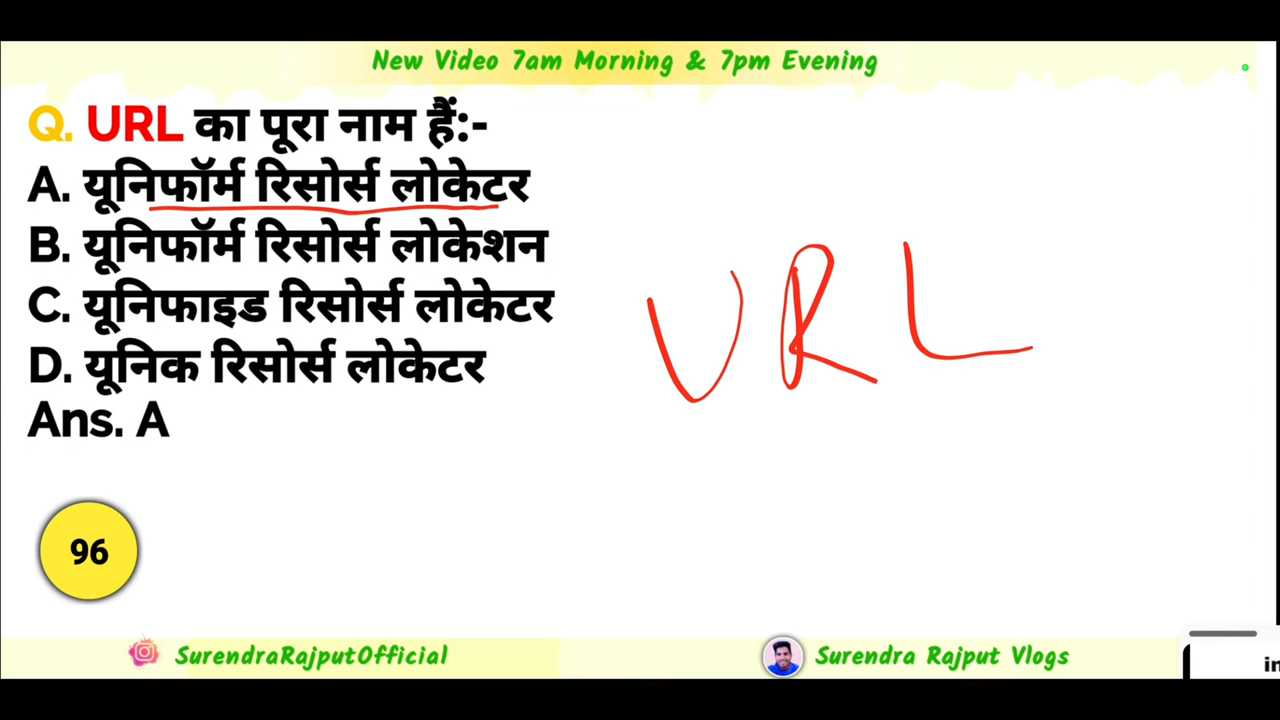 New Video 7am Morning & 7pm Evening
Q. URL का पूरा नाम हैं:-
A. यूनिफॉर्म रिसोर्स लोकेटर
B. यूनिफॉर्म रिसोर्स लोकेशन
C. यूनिफाइड रिसोर्स लोकेटर
D. यूनिक रिसोर्स लोकेटर
Ans. A
URL
96
SurendraRajputOfficial
Surendra Rajput Vlogs
in